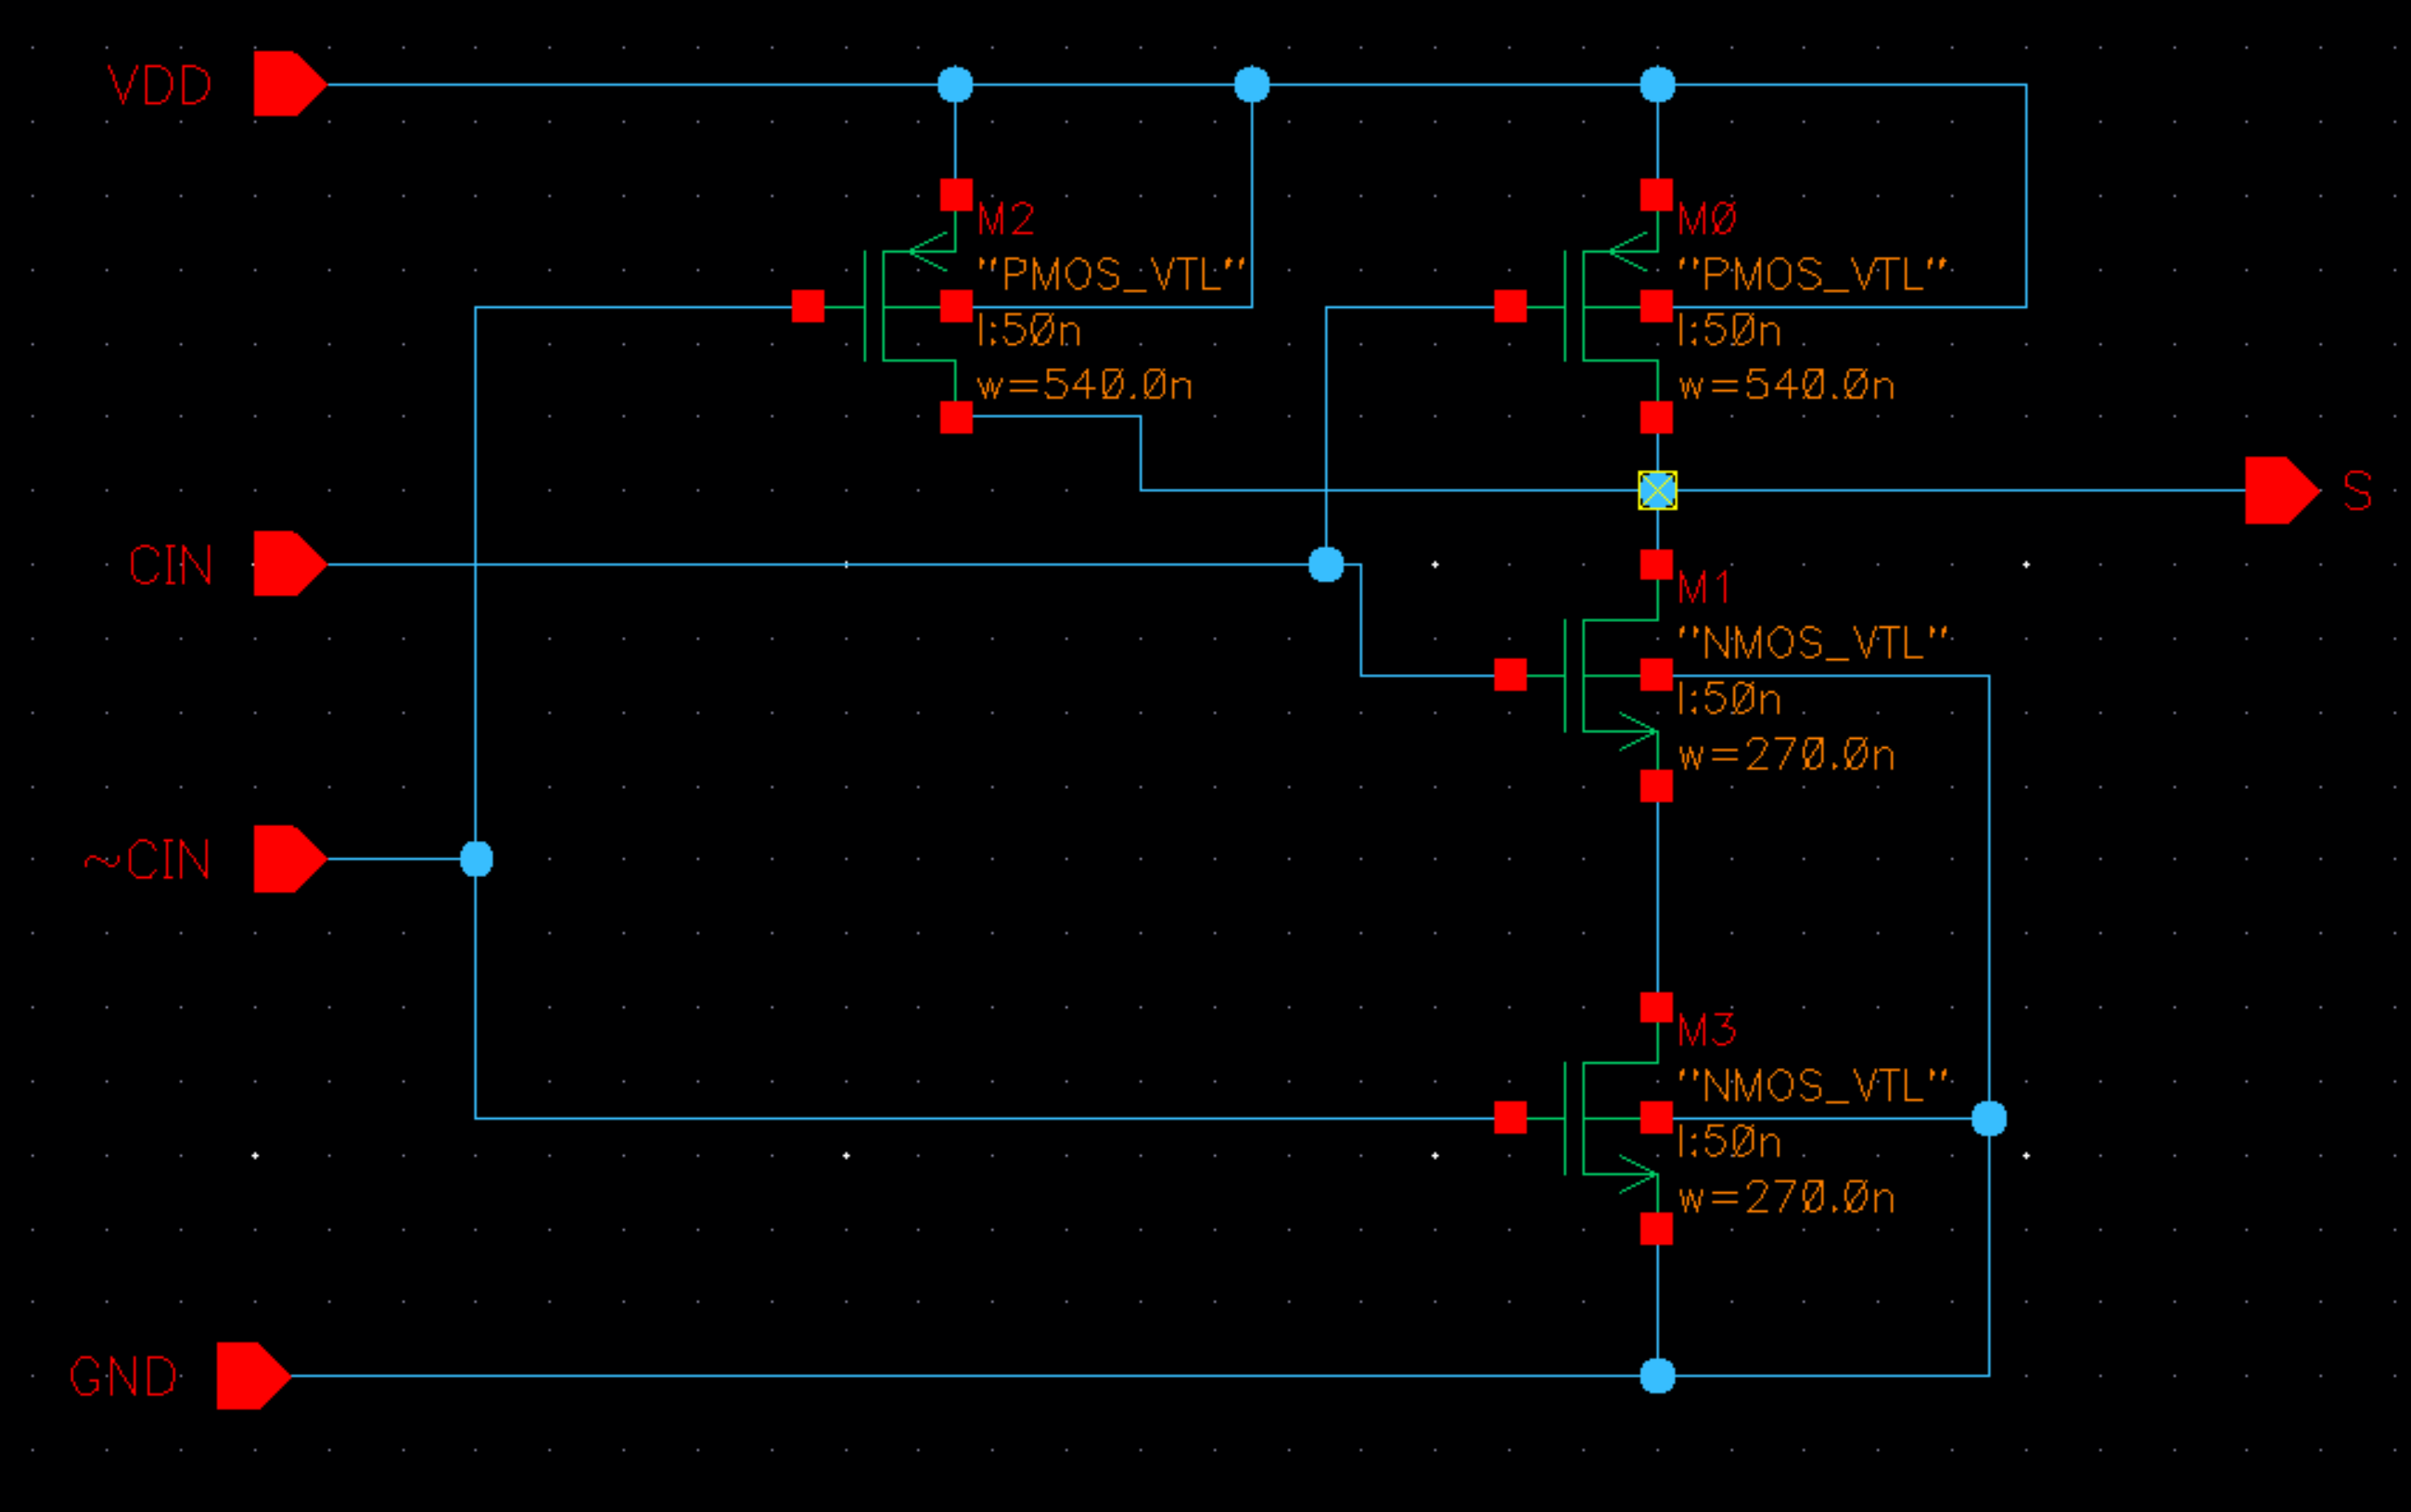 VDD
M2
"PMOS_VTL"
l:50n
w=540.0n
M0
"PMOS_VTL"
l:50n
w=540.0n
S
CIN
M1
"NMOS_VTL"
l:50n
w=270.0n
~CIN
M3
"NMOS_VTL"
l:50n
w=270.0n
GND